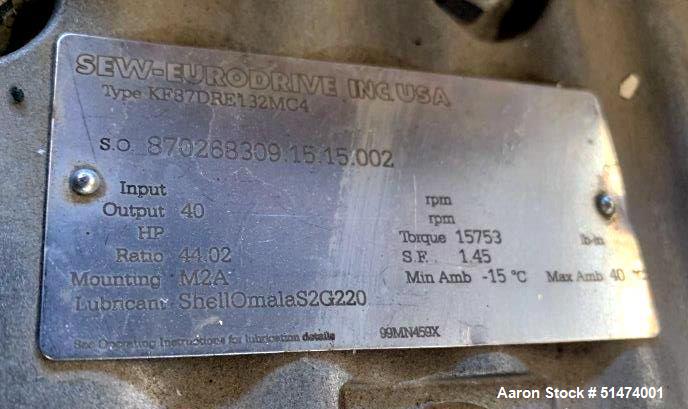 SEW-EURODRIVE INC. USA
Type KF87DRE132MC4
S.O. 870268309.15.15.002
Input rpm
Output 40 rpm
HP Torque 15753 lb-in
Ratio 44.02 S.F. 1.45
Mounting M2A Min Amb -15 °C Max Amb 40 °C
Lubricant ShellOmalaS2G220
See Operating Instructions for lubrication details 99MN459X
Aaron Stock # 51474001